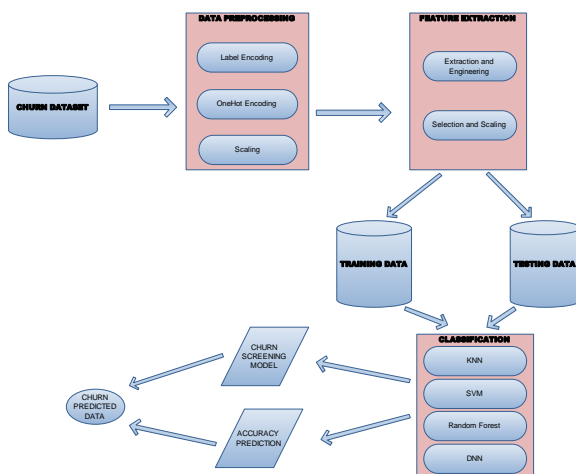 DATA PREPROCESSING
Label Encoding
OneHot Encoding
Scaling
FEATURE EXTRACTION
Extraction and
Engineering
Selection and Scaling
CHURN DATASET
TRAINING DATA
TESTING DATA
CLASSIFICATION
KNN
SVM
Random Forest
DNN
CHURN
SCREENING
MODEL
ACCURACY
PREDICTION
CHURN
PREDICTED
DATA